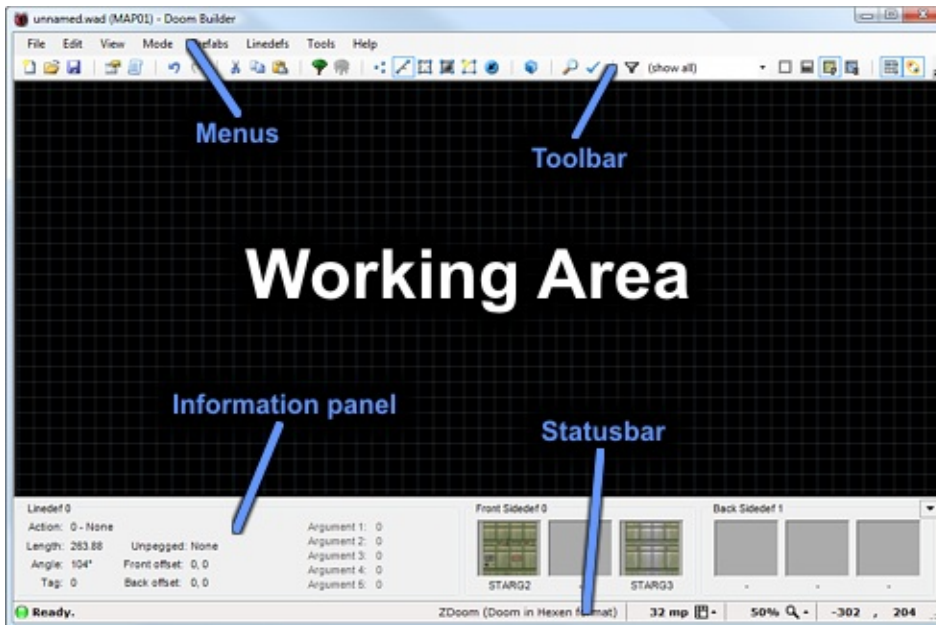 unnamed.wad (MAP01) - Doom Builder
File Edit View Mode Prefabs Linedefs Tools Help
(show all)
Menus
Toolbar
Working Area
Information panel
Statusbar
Linedef 0
Action: 0 - None
Length: 263.88 Unpegged: None
Angle: 104° Front offset: 0, 0
Tag: 0 Back offset: 0, 0
Argument 1: 0
Argument 2: 0
Argument 3: 0
Argument 4: 0
Argument 5: 0
Front Sidedef 0
STARG2 - STARG3
Back Sidedef 1
- - -
Ready. ZDoom (Doom in Hexen format) 32 mp 50% -302 , 204